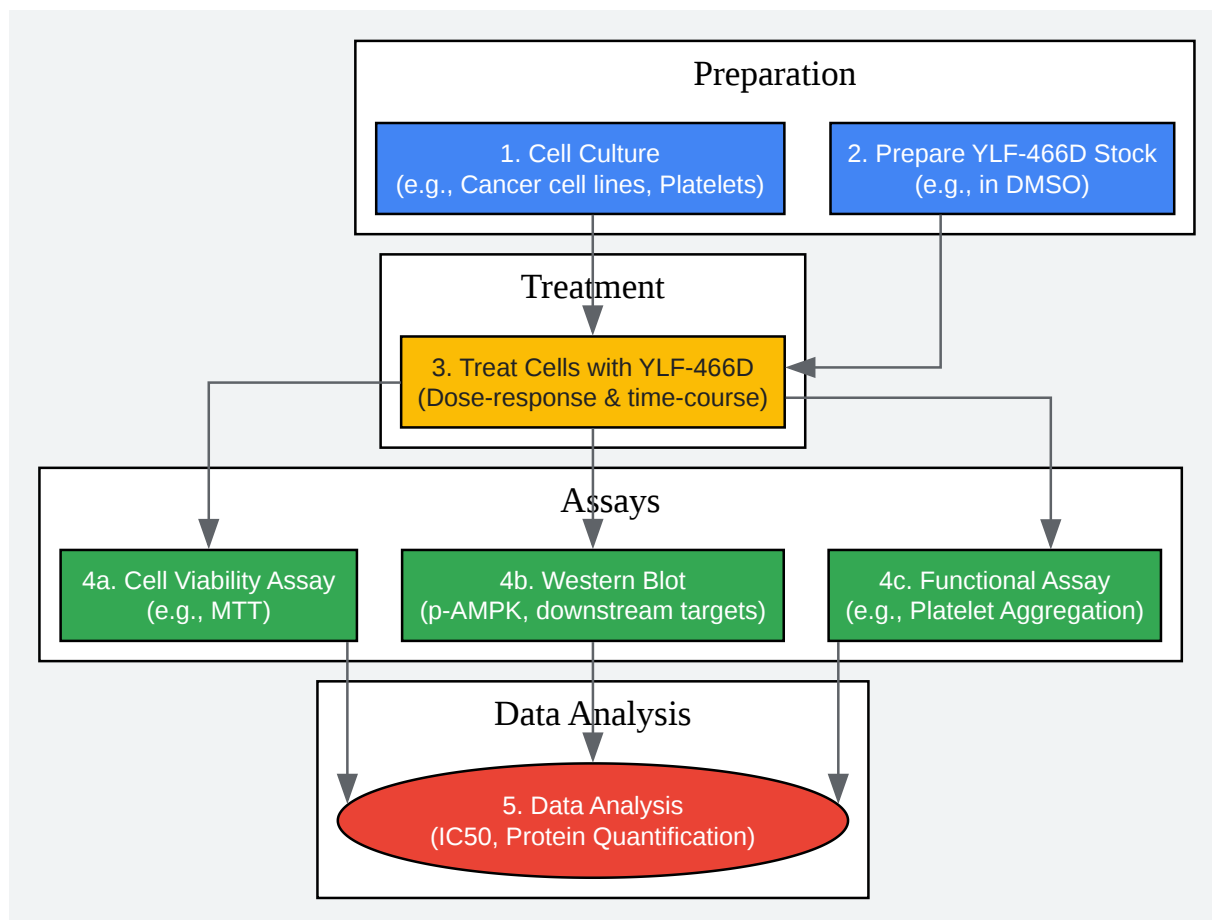 Preparation
1. Cell Culture
(e.g., Cancer cell lines, Platelets)
2. Prepare YLF-466D Stock
(e.g., in DMSO)
Treatment
3. Treat Cells with YLF-466D
(Dose-response & time-course)
Assays
4a. Cell Viability Assay
(e.g., MTT)
4b. Western Blot
(p-AMPK, downstream targets)
4c. Functional Assay
(e.g., Platelet Aggregation)
Data Analysis
5. Data Analysis
(IC50, Protein Quantification)